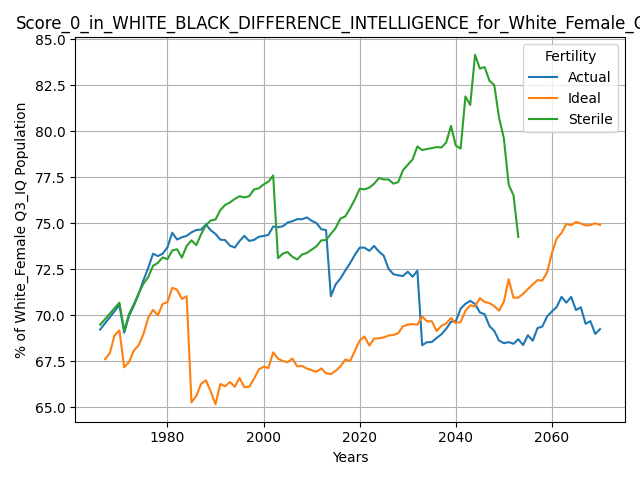 Score_0_in_WHITE_BLACK_DIFFERENCE_INTELLIGENCE_for_White_Female_
85.0
82.5
80.0
77.5
75.0
72.5
70.0
67.5
65.0
% of White_Female Q3_IQ Population
Fertility
Actual
Ideal
Sterile
1980
2000
2020
2040
2060
Years